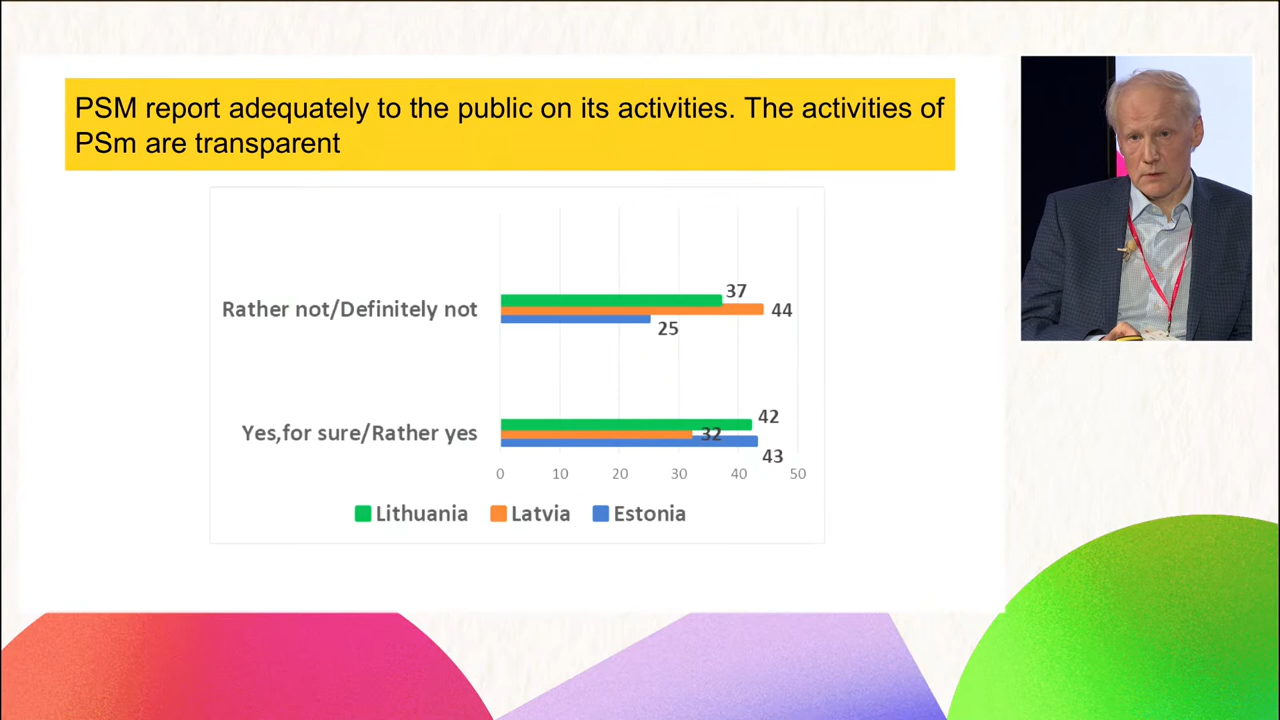 PSM report adequately to the public on its activities. The activities of
PSm are transparent
Rather not/Definitely not
37
44
25
Yes,for sure/Rather yes
42
32
43
0 10 20 30 40 50
Lithuania Latvia Estonia